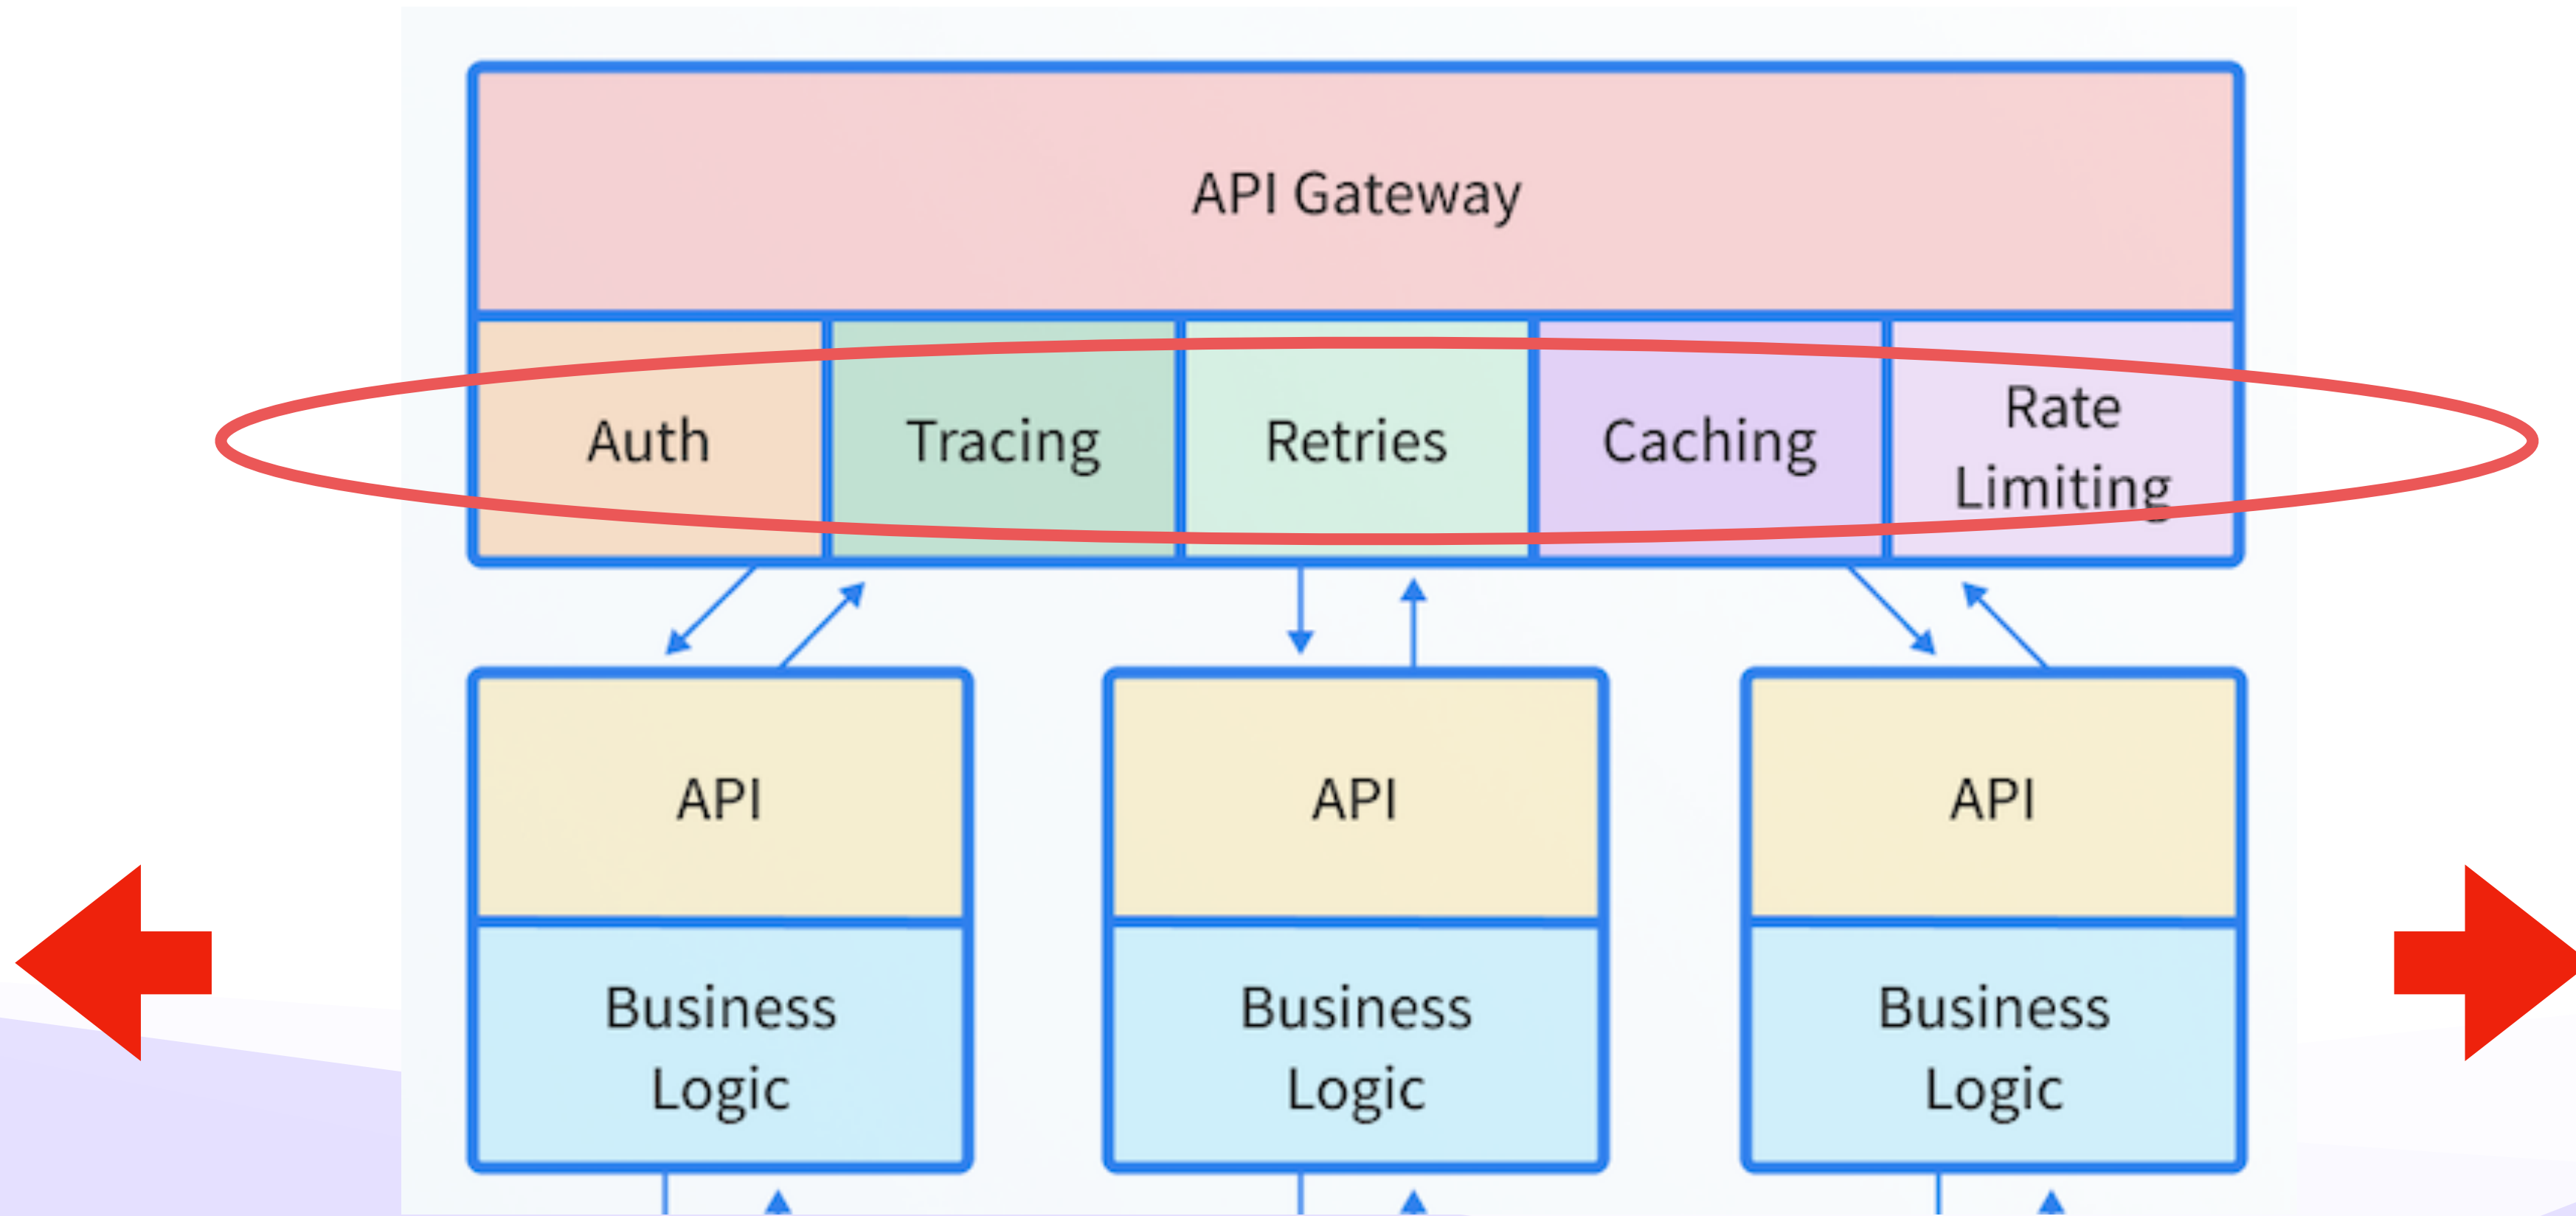 API Gateway
Auth
Tracing
Retries
Caching
Rate
Limiting
API
API
API
Business
Logic
Business
Logic
Business
Logic